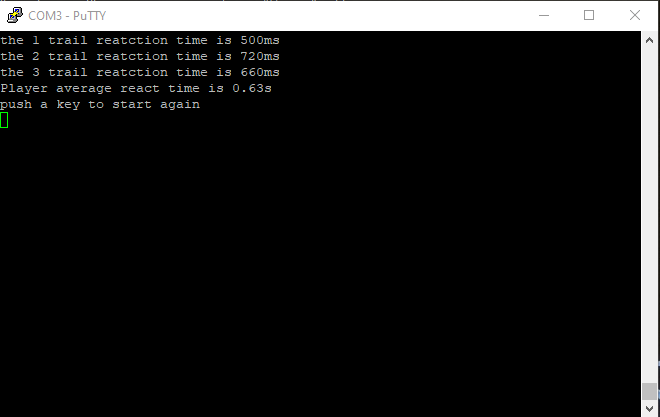 COM3 - PuTTY
the 1 trail reatction time is 500ms
the 2 trail reatction time is 720ms
the 3 trail reatction time is 660ms
Player average react time is 0.63s
push a key to start again